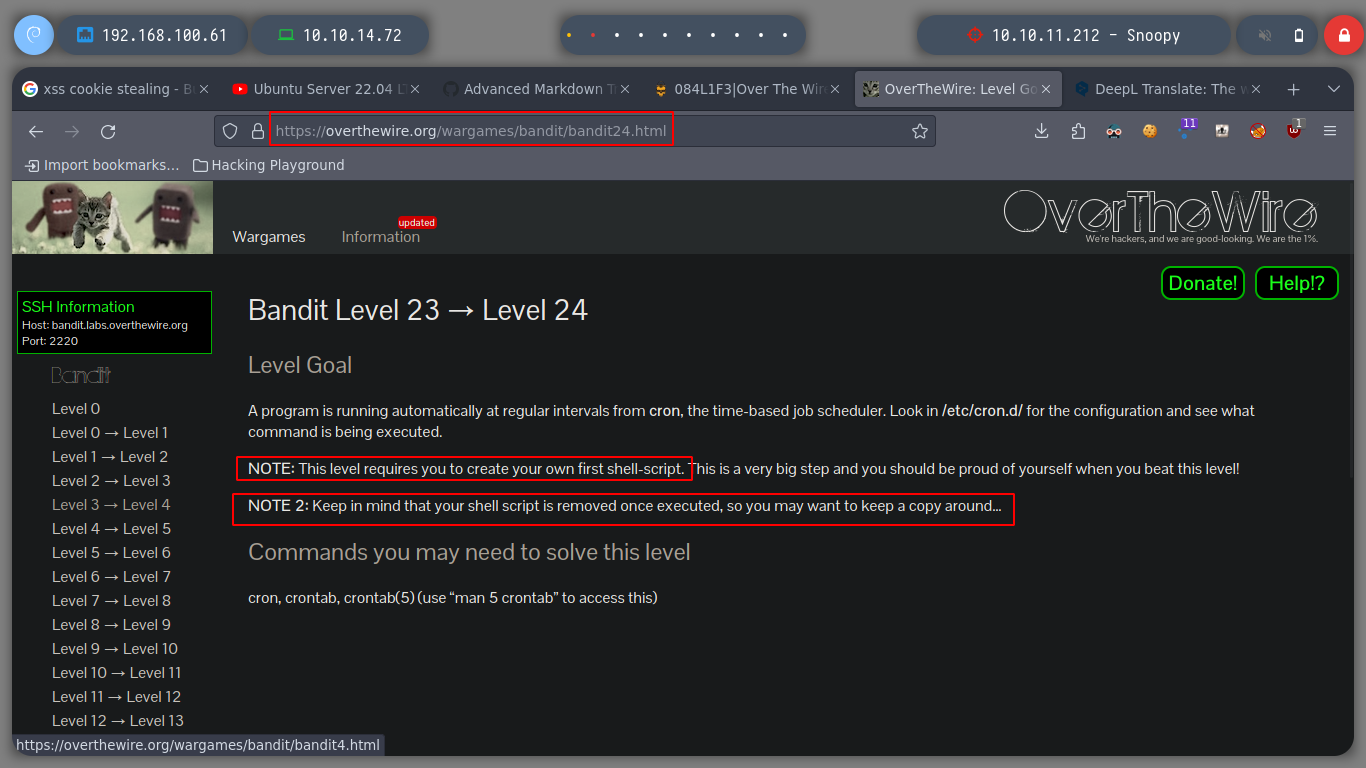 192.168.100.61
10.10.14.72
10.10.11.212 - Snoopy
xss cookie stealing - B
Ubuntu Server 22.04 LT
Advanced Markdown T
084L1F3|Over The Wire
OverTheWire: Level Go
DeepL Translate: The w
https://overthewire.org/wargames/bandit/bandit24.html
11
1
Import bookmarks...
Hacking Playground
Wargames
Information
updated
OverTheWire
We're hackers, and we are good-looking. We are the 1%.
Donate!
Help!?
SSH Information
Host: bandit.labs.overthewire.org
Port: 2220
Bandit
Level 0
Level 0 → Level 1
Level 1 → Level 2
Level 2 → Level 3
Level 3 → Level 4
Level 4 → Level 5
Level 5 → Level 6
Level 6 → Level 7
Level 7 → Level 8
Level 8 → Level 9
Level 9 → Level 10
Level 10 → Level 11
Level 11 → Level 12
Level 12 → Level 13
Bandit Level 23 → Level 24
Level Goal
A program is running automatically at regular intervals from cron, the time-based job scheduler. Look in /etc/cron.d/ for the configuration and see what
command is being executed.
NOTE: This level requires you to create your own first shell-script. This is a very big step and you should be proud of yourself when you beat this level!
NOTE 2: Keep in mind that your shell script is removed once executed, so you may want to keep a copy around…
Commands you may need to solve this level
cron, crontab, crontab(5) (use “man 5 crontab” to access this)
https://overthewire.org/wargames/bandit/bandit4.html